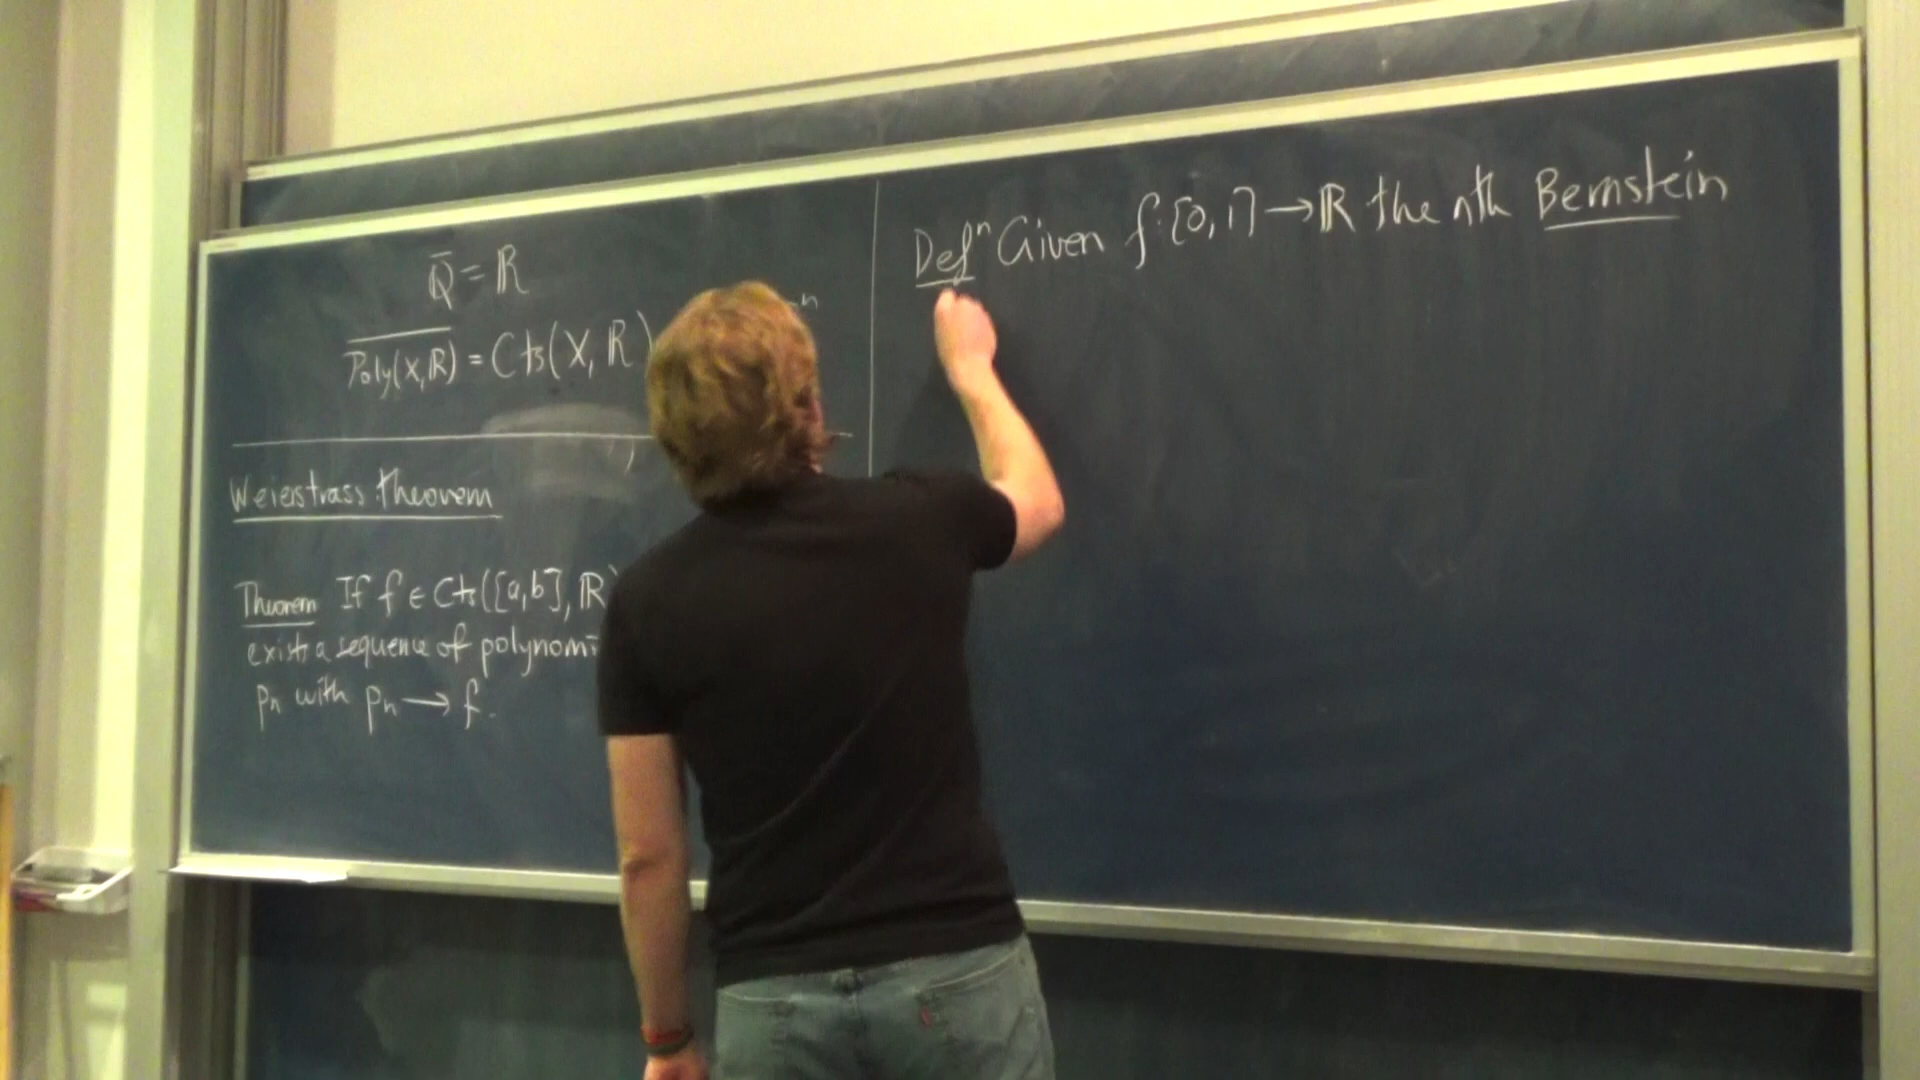 Q̅ = ℝ
n
\overline{Poly(X,ℝ)} = Cts(X, ℝ)
Weierstrass theorem
Theorem If f ∈ Cts([a,b], ℝ)
exists a sequence of
pₙ with pₙ → f.
Defⁿ Given f: [0,1] → ℝ the nth Bernstein